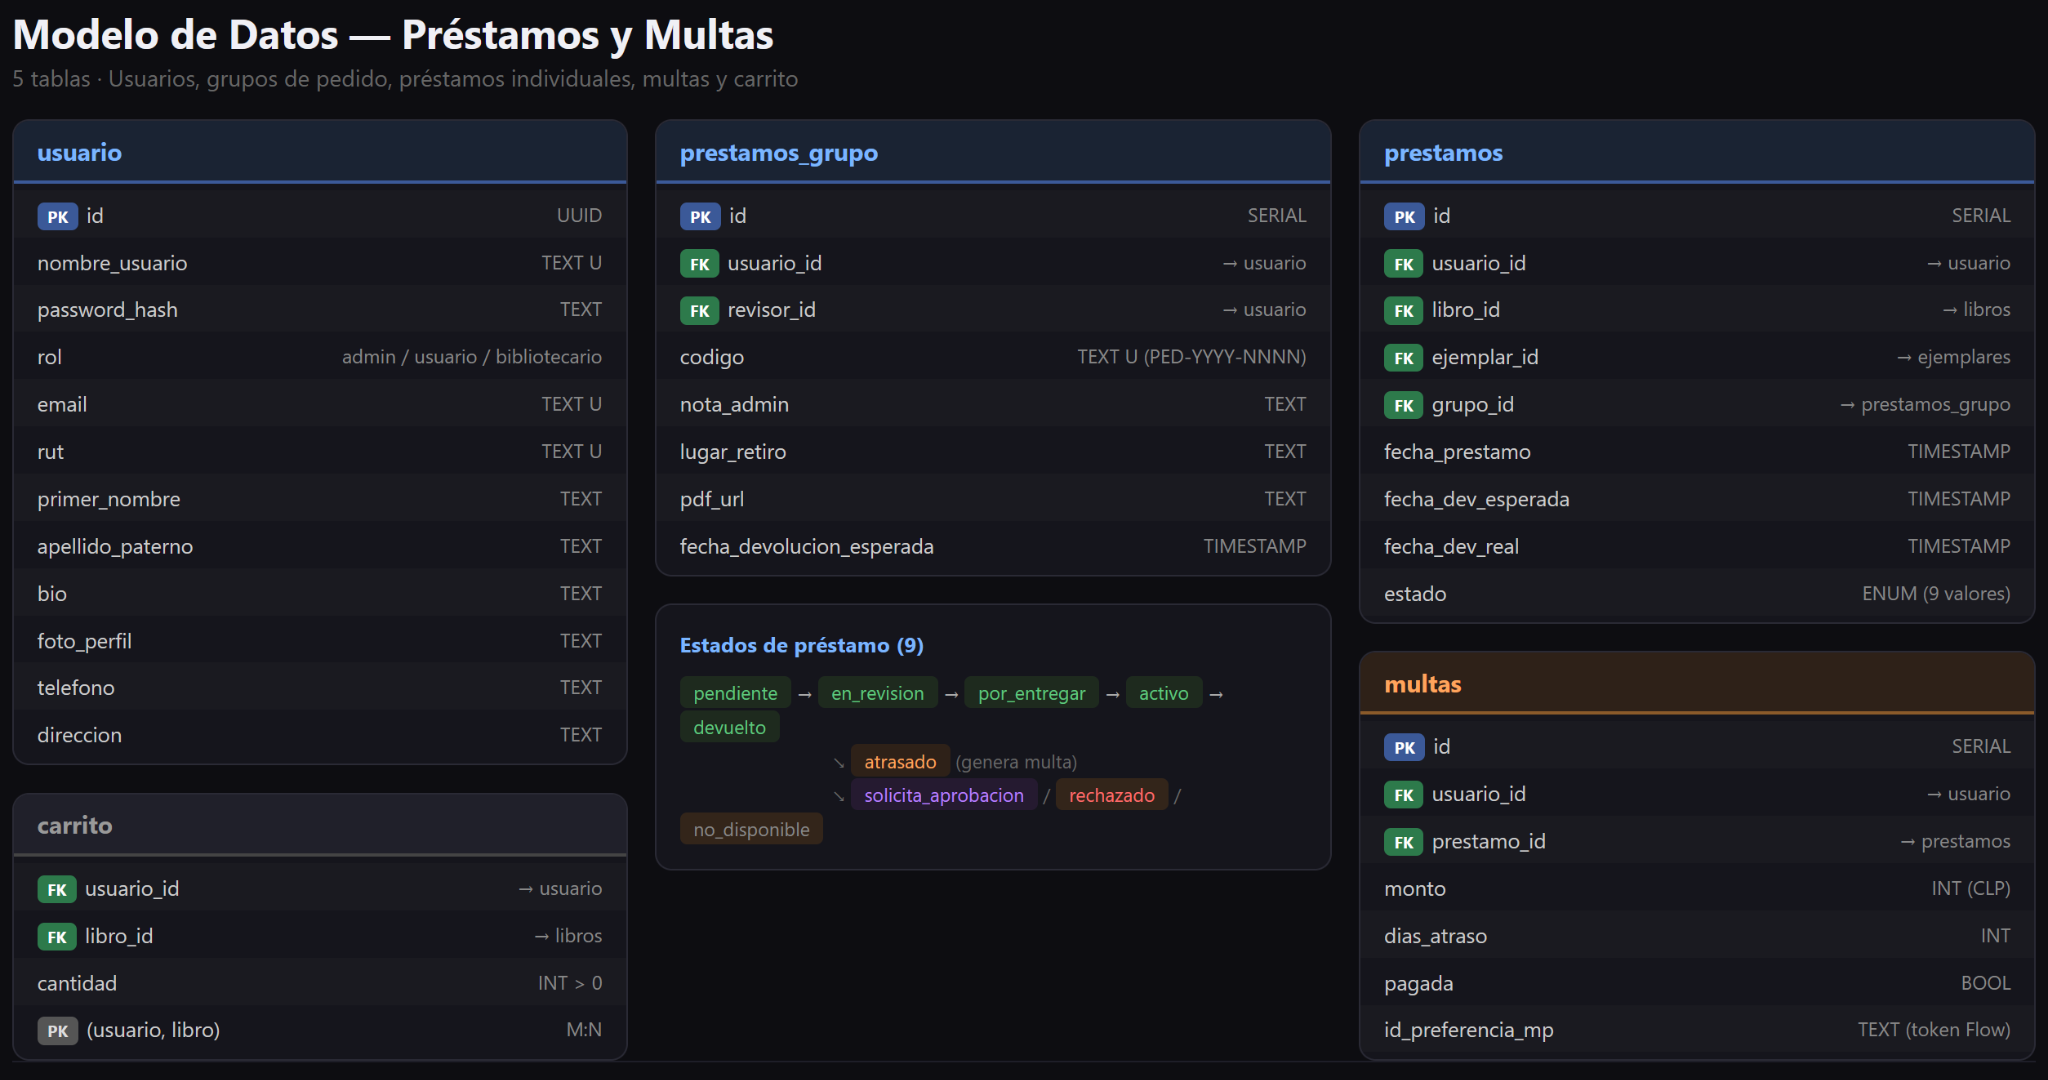 Modelo de Datos — Préstamos y Multas
5 tablas · Usuarios, grupos de pedido, préstamos individuales, multas y carrito
usuario
PK id UUID
nombre_usuario TEXT U
password_hash TEXT
rol admin / usuario / bibliotecario
email TEXT U
rut TEXT U
primer_nombre TEXT
apellido_paterno TEXT
bio TEXT
foto_perfil TEXT
telefono TEXT
direccion TEXT
carrito
FK usuario_id → usuario
FK libro_id → libros
cantidad INT > 0
PK (usuario, libro) M:N
prestamos_grupo
PK id SERIAL
FK usuario_id → usuario
FK revisor_id → usuario
codigo TEXT U (PED-YYYY-NNNN)
nota_admin TEXT
lugar_retiro TEXT
pdf_url TEXT
fecha_devolucion_esperada TIMESTAMP
Estados de préstamo (9)
pendiente → en_revision → por_entregar → activo →
devuelto
↘ atrasado (genera multa)
↘ solicita_aprobacion / rechazado /
no_disponible
prestamos
PK id SERIAL
FK usuario_id → usuario
FK libro_id → libros
FK ejemplar_id → ejemplares
FK grupo_id → prestamos_grupo
fecha_prestamo TIMESTAMP
fecha_dev_esperada TIMESTAMP
fecha_dev_real TIMESTAMP
estado ENUM (9 valores)
multas
PK id SERIAL
FK usuario_id → usuario
FK prestamo_id → prestamos
monto INT (CLP)
dias_atraso INT
pagada BOOL
id_preferencia_mp TEXT (token Flow)